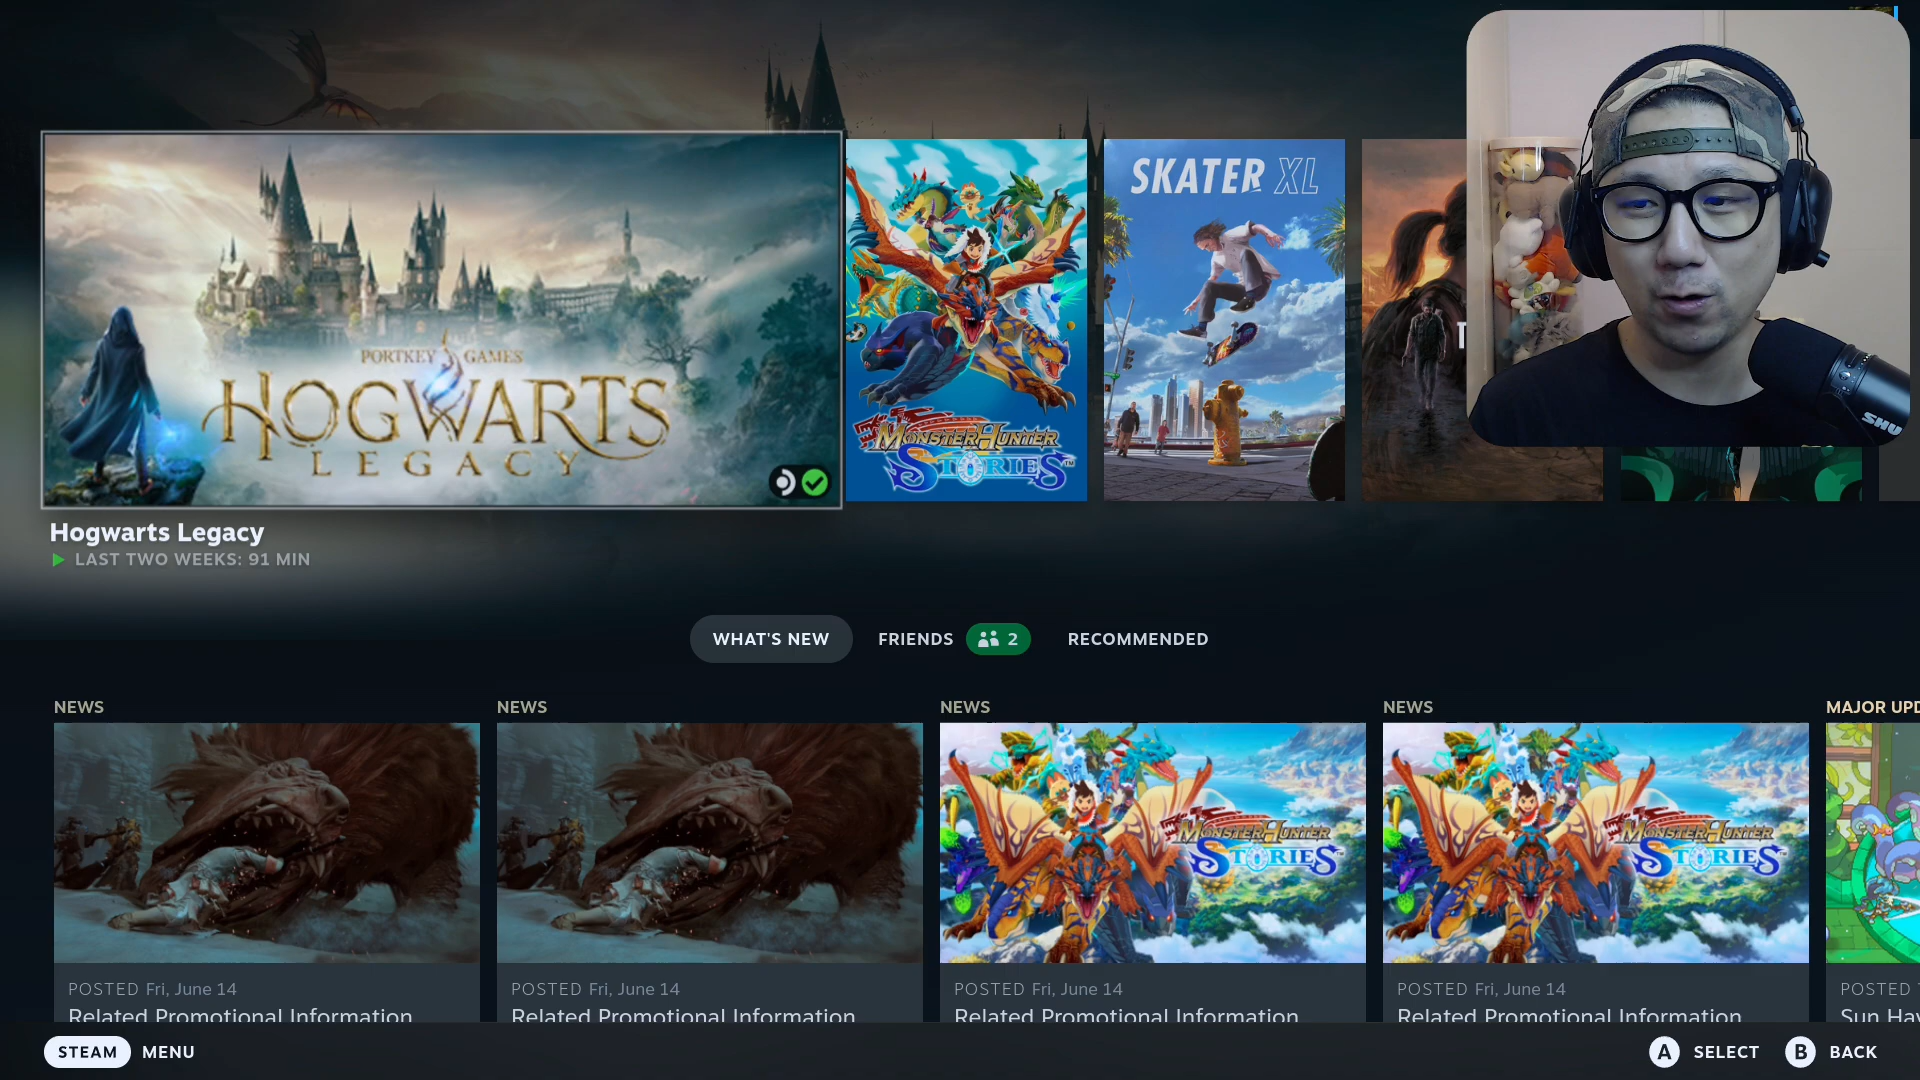 SKATER XL
PORTKEY GAMES
HOGWARTS
LEGACY
MONSTER HUNTER
STORIES
SHU
Hogwarts Legacy
LAST TWO WEEKS: 91 MIN
WHAT'S NEW
FRIENDS
2
RECOMMENDED
NEWS
NEWS
NEWS
NEWS
MAJOR
MONSTER HUNTER
STORIES
MONSTER HUNTER
STORIES
POSTED Fri, June 14
Related Promotional Information
POSTED Fri, June 14
Related Promotional Information
POSTED Fri, June 14
Related Promotional Information
POSTED Fri, June 14
Related Promotional Information
POSTED
Sun
STEAM MENU
A SELECT
B BACK